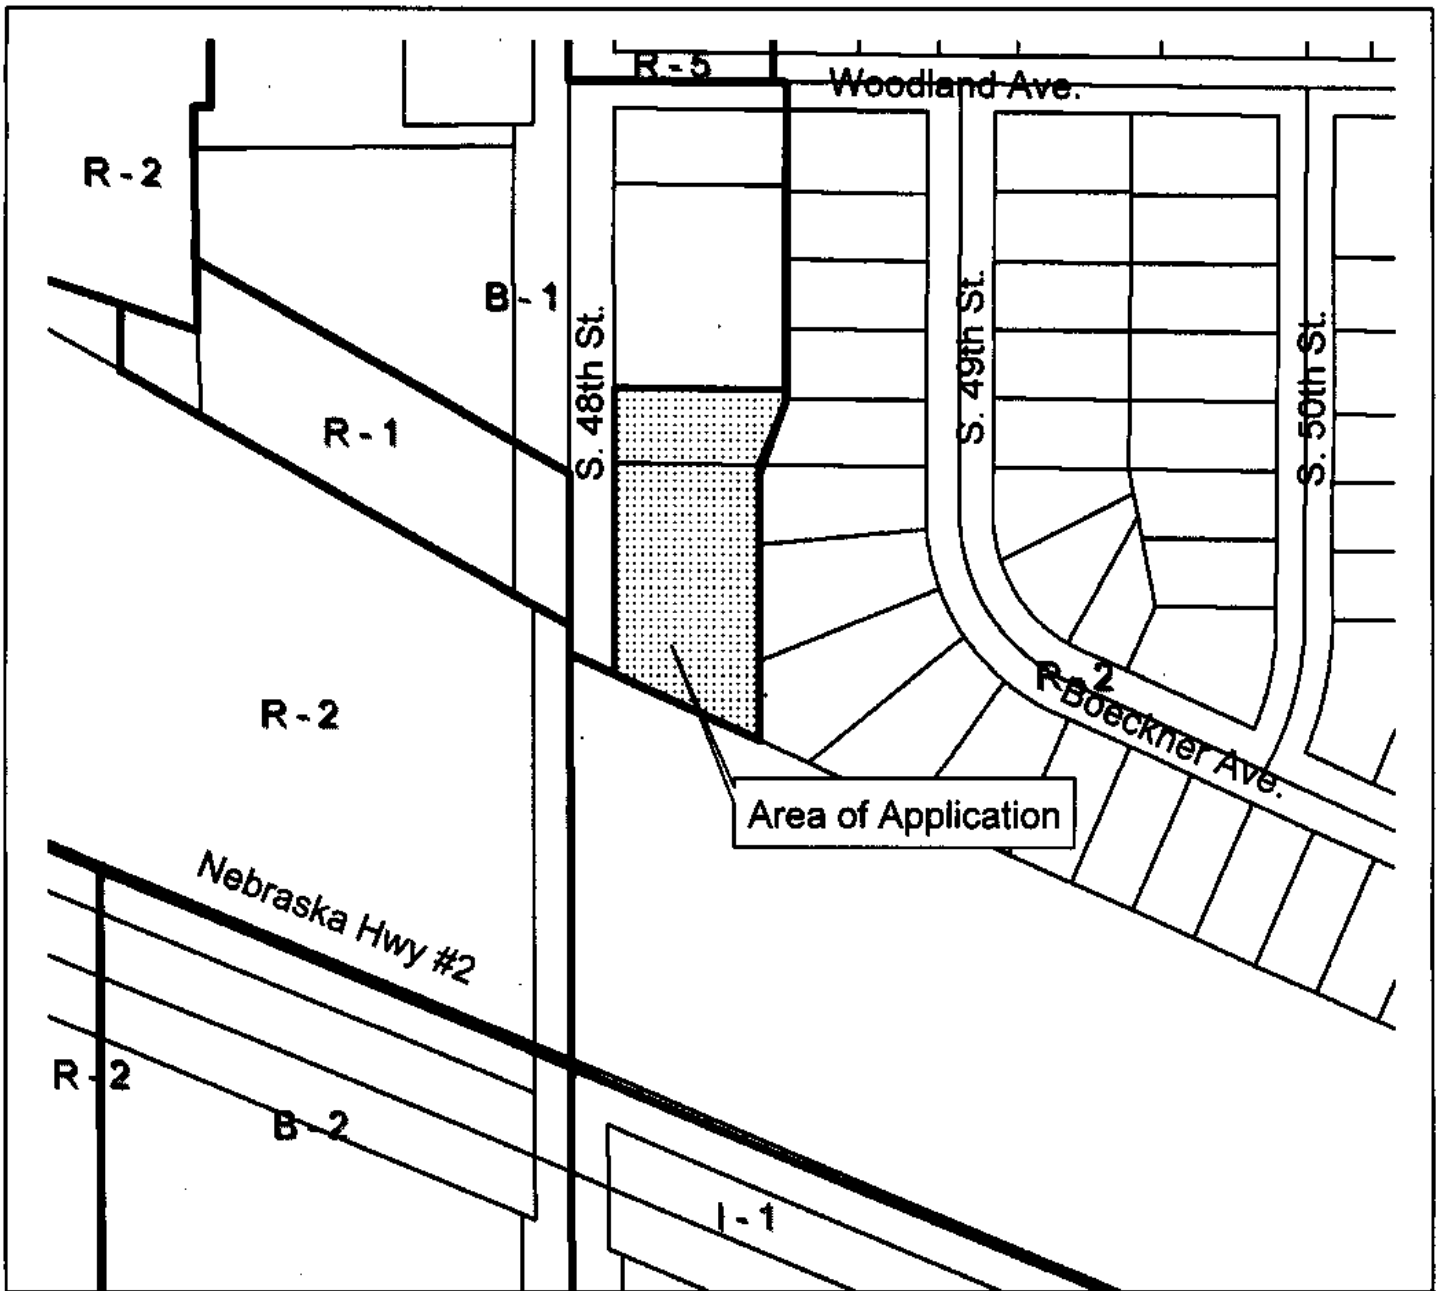 R - 5
Woodland Ave.
R - 2
B - 1
S. 48th St.
S. 49th St.
S. 50th St.
R - 1
R - 2
Boeckner Ave.
R - 2
Area of Application
Nebraska Hwy #2
R - 2
B - 2
I - 1